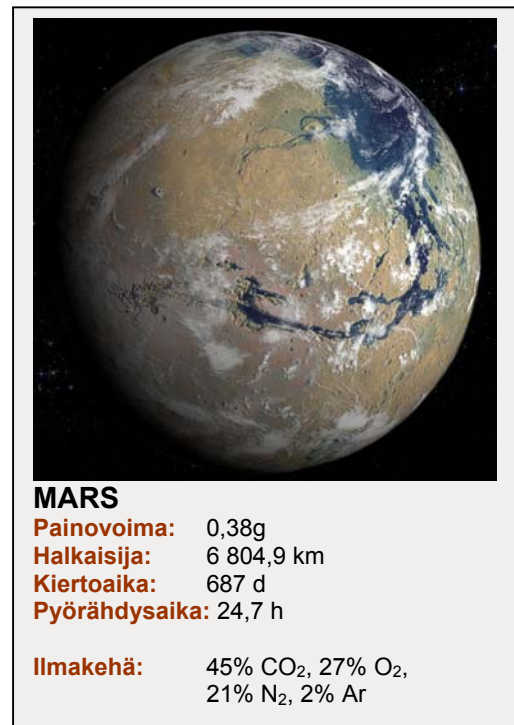 MARS
Painovoima: 0,38g
Halkaisija: 6 804,9 km
Kiertoaika: 687 d
Pyörähdysaika: 24,7 h
Ilmakehä: 45% CO₂, 27% O₂,
21% N₂, 2% Ar